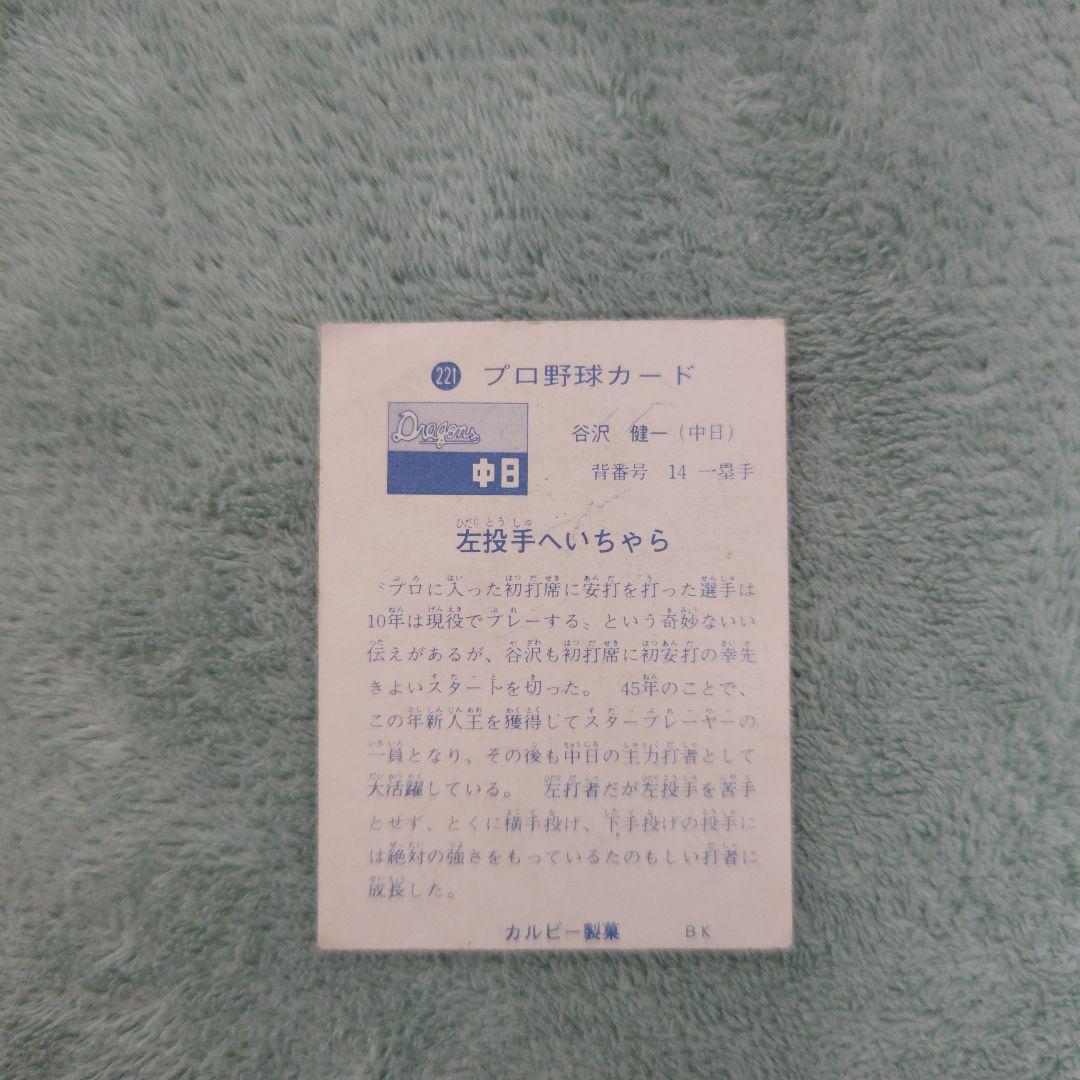 221 プロ野球カード
Dragons
中日
谷沢 健一(中日)
背番号 14 一塁手
左投手へいちゃら
〝プロに入った初打席に安打を打った選手は
10年は現役でプレーする〟という奇妙ないい
伝えがあるが、谷沢も初打席に初安打の幸先
きよいスタートを切った。 45年のことで、
この年新人王を獲得してスタープレーヤーの
一員となり、その後も中日の主力打者として
大活躍している。 左打者だが左投手を苦手
とせず、とくに横手投げ、下手投げの投手に
は絶対の強さをもっているたのもしい打者に
成長した。
カルビー製菓 BK